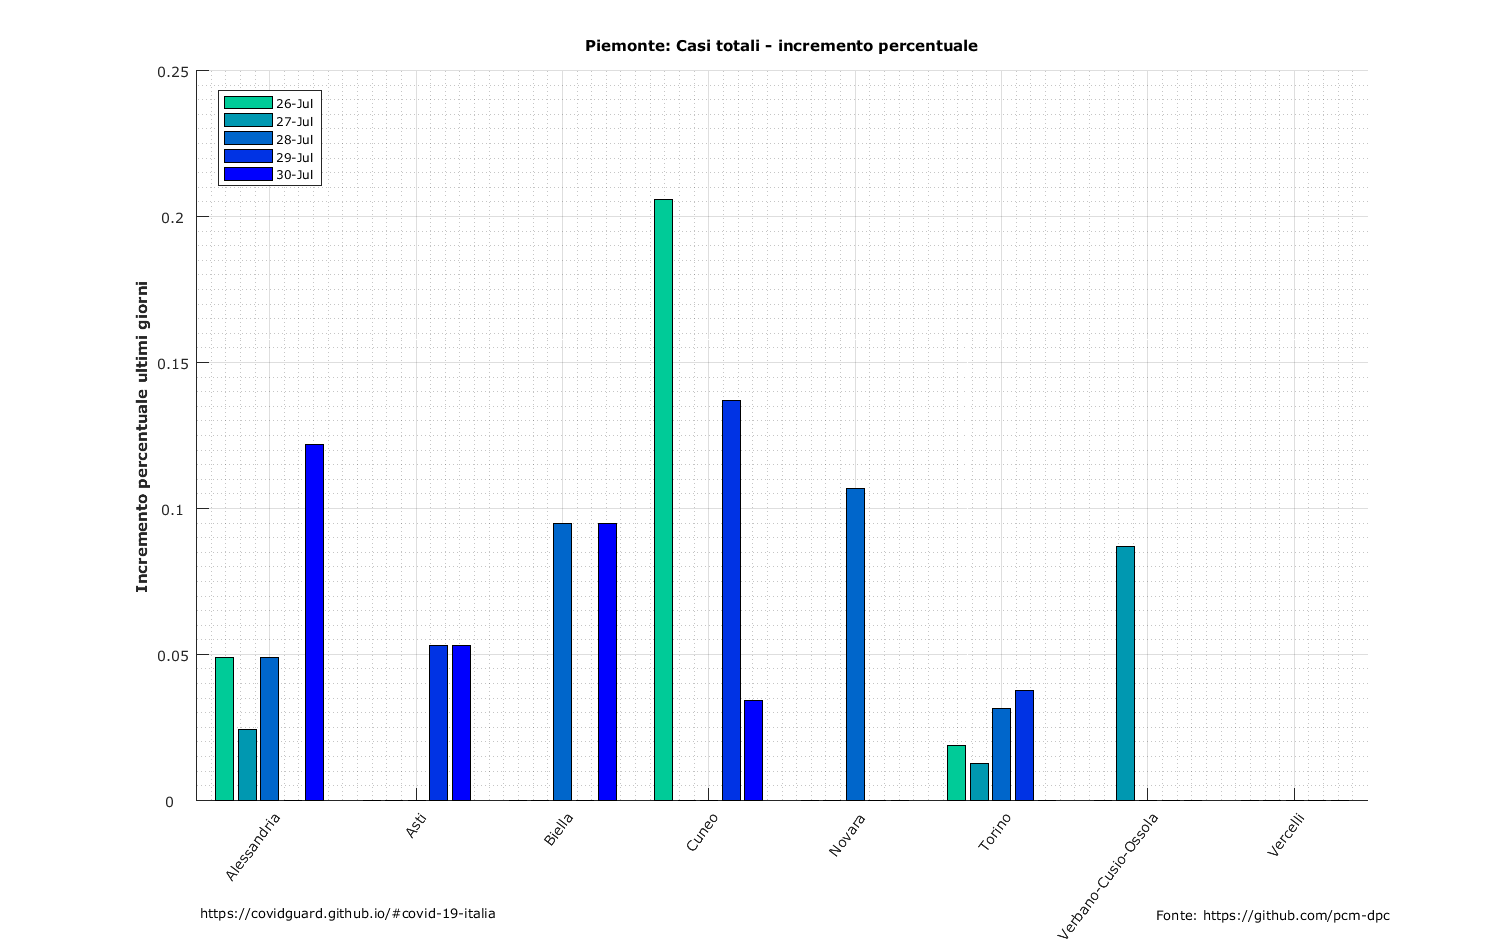 Piemonte: Casi totali - incremento percentuale
Incremento percentuale ultimi giorni
0.25
0.2
0.15
0.1
0.05
0
26-Jul
27-Jul
28-Jul
29-Jul
30-Jul
Alessandria
Asti
Biella
Cuneo
Novara
Torino
Verbano-Cusio-Ossola
Vercelli
https://covidguard.github.io/#covid-19-italia
Fonte: https://github.com/pcm-dpc